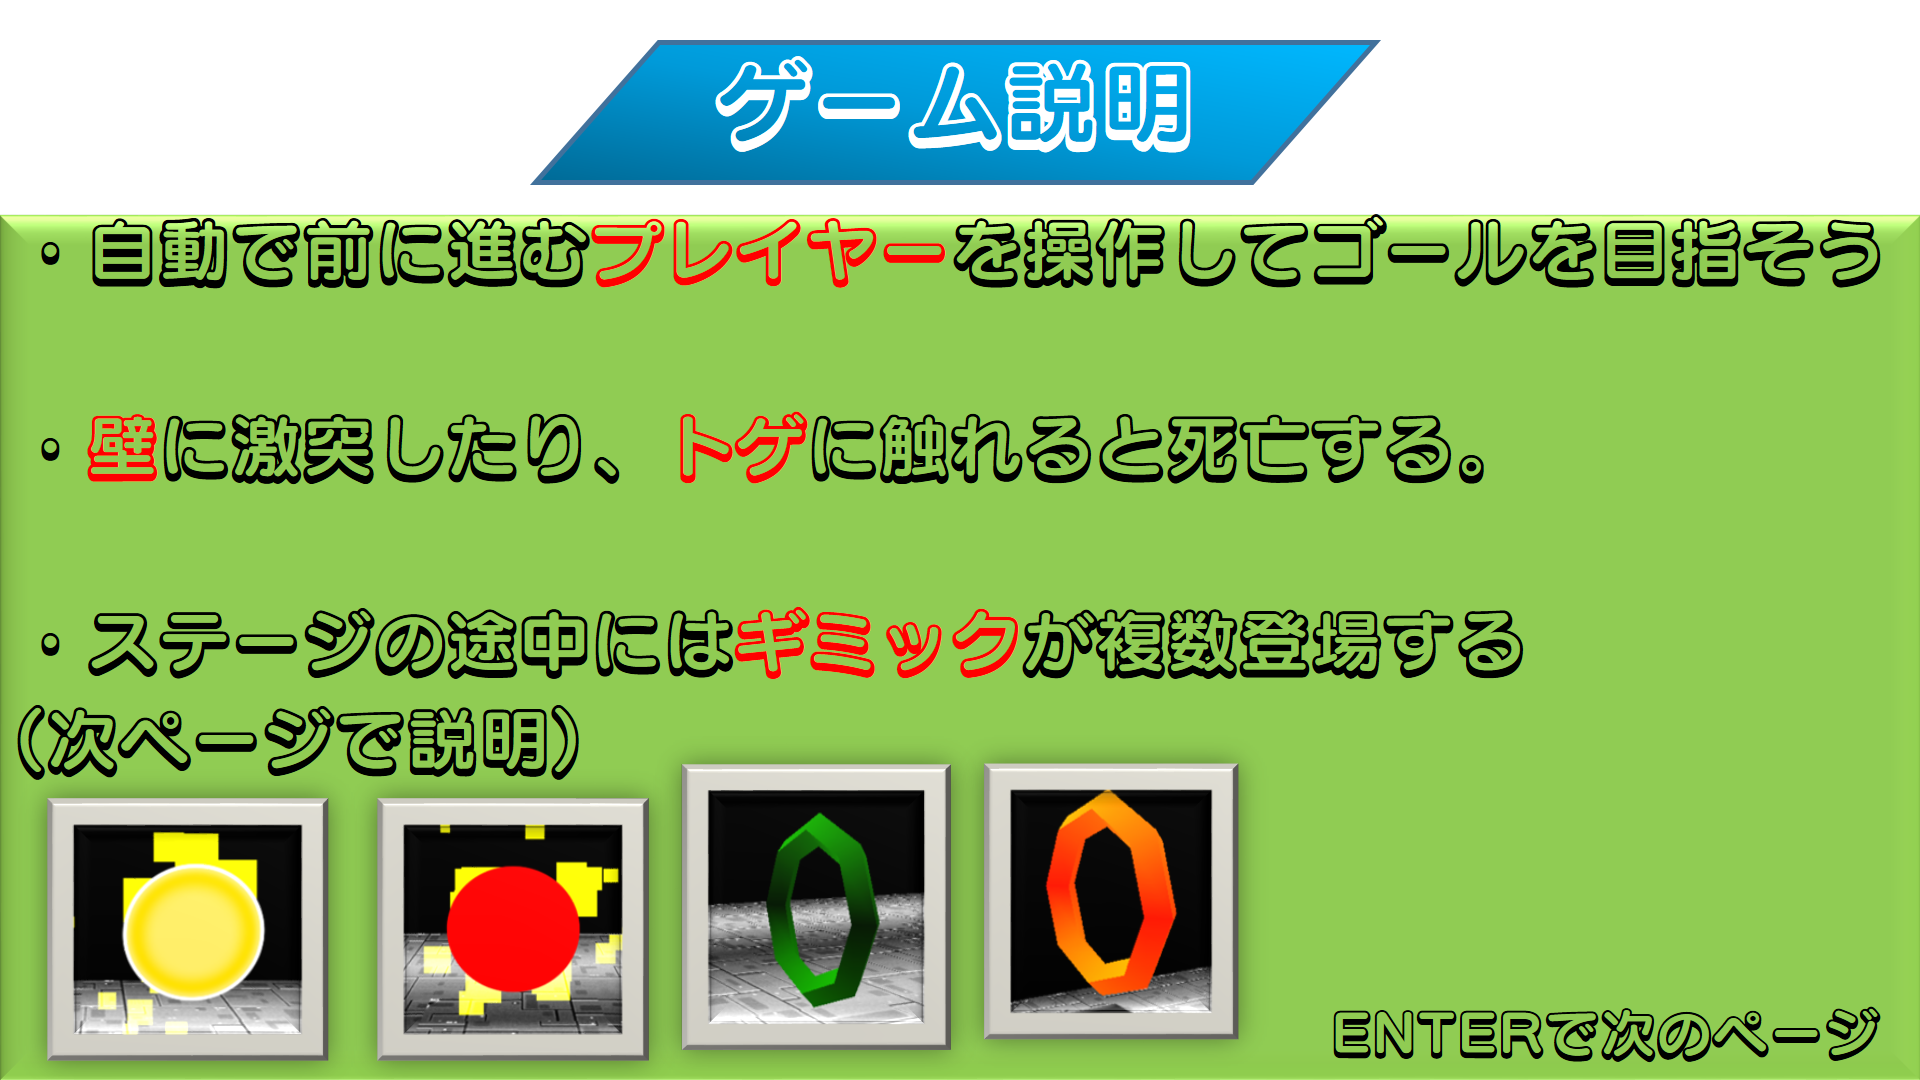 ゲーム説明
・自動で前に進むプレイヤーを操作してゴールを目指そう
・壁に激突したり、トゲに触れると死亡する。
・ステージの途中にはギミックが複数登場する
（次ページで説明）
ENTERで次のページ